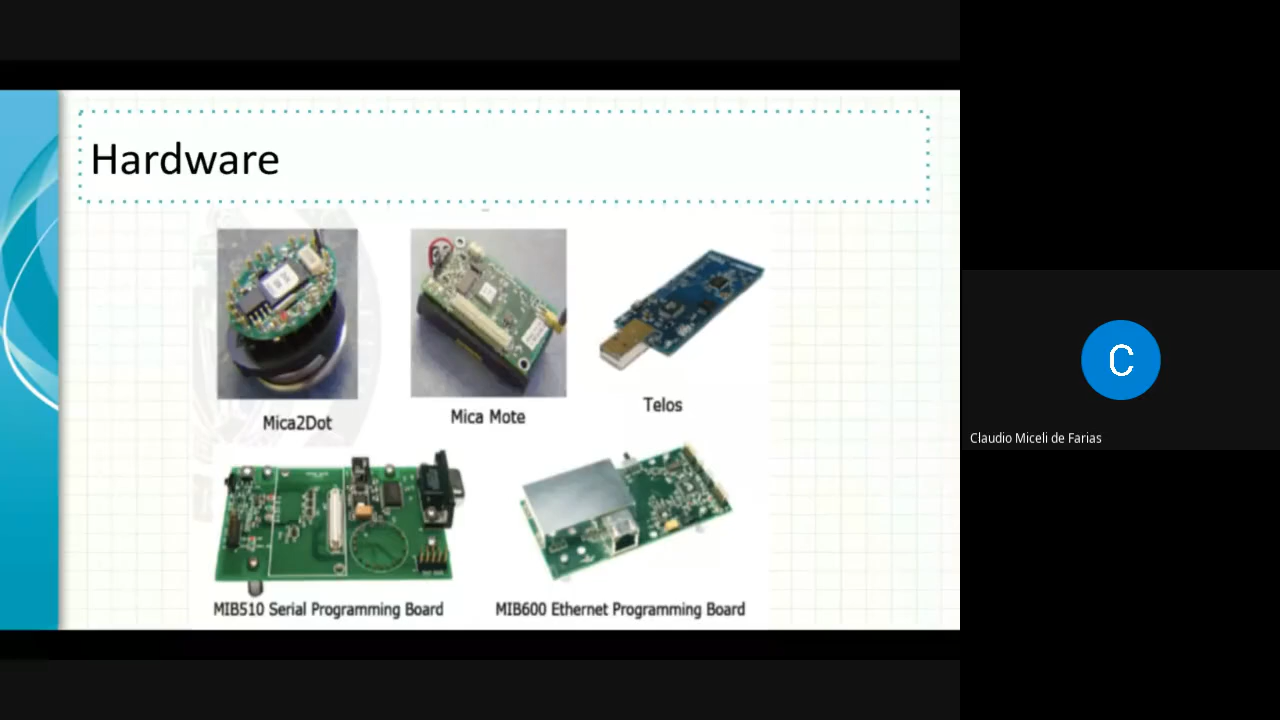 Hardware
Mica2Dot
Mica Mote
Telos
MIB510 Serial Programming Board
MIB600 Ethernet Programming Board
C
Claudio Miceli de Farias